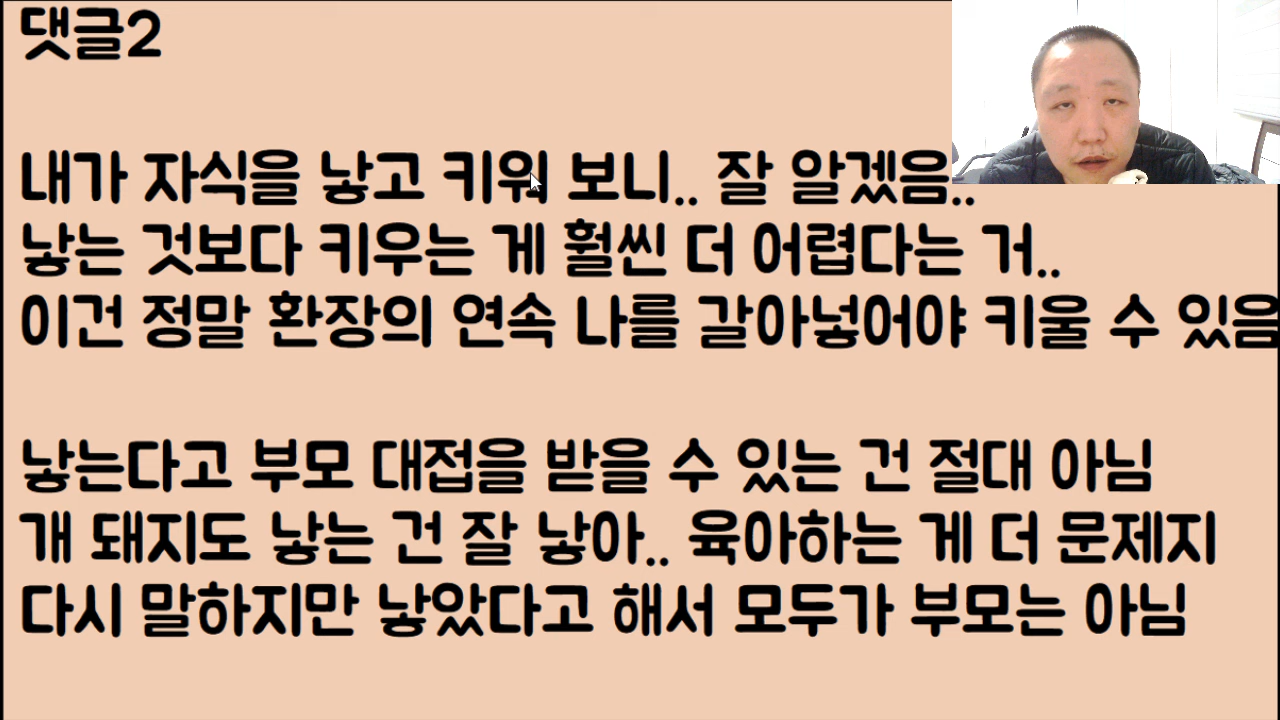 댓글2
내가 자식을 낳고 키워 보니.. 잘 알겠음..
낳는 것보다 키우는 게 훨씬 더 어렵다는 거..
이건 정말 환장의 연속 나를 갈아넣어야 키울 수 있음
낳는다고 부모 대접을 받을 수 있는 건 절대 아님
개 돼지도 낳는 건 잘 낳아.. 육아하는 게 더 문제지
다시 말하지만 낳았다고 해서 모두가 부모는 아님